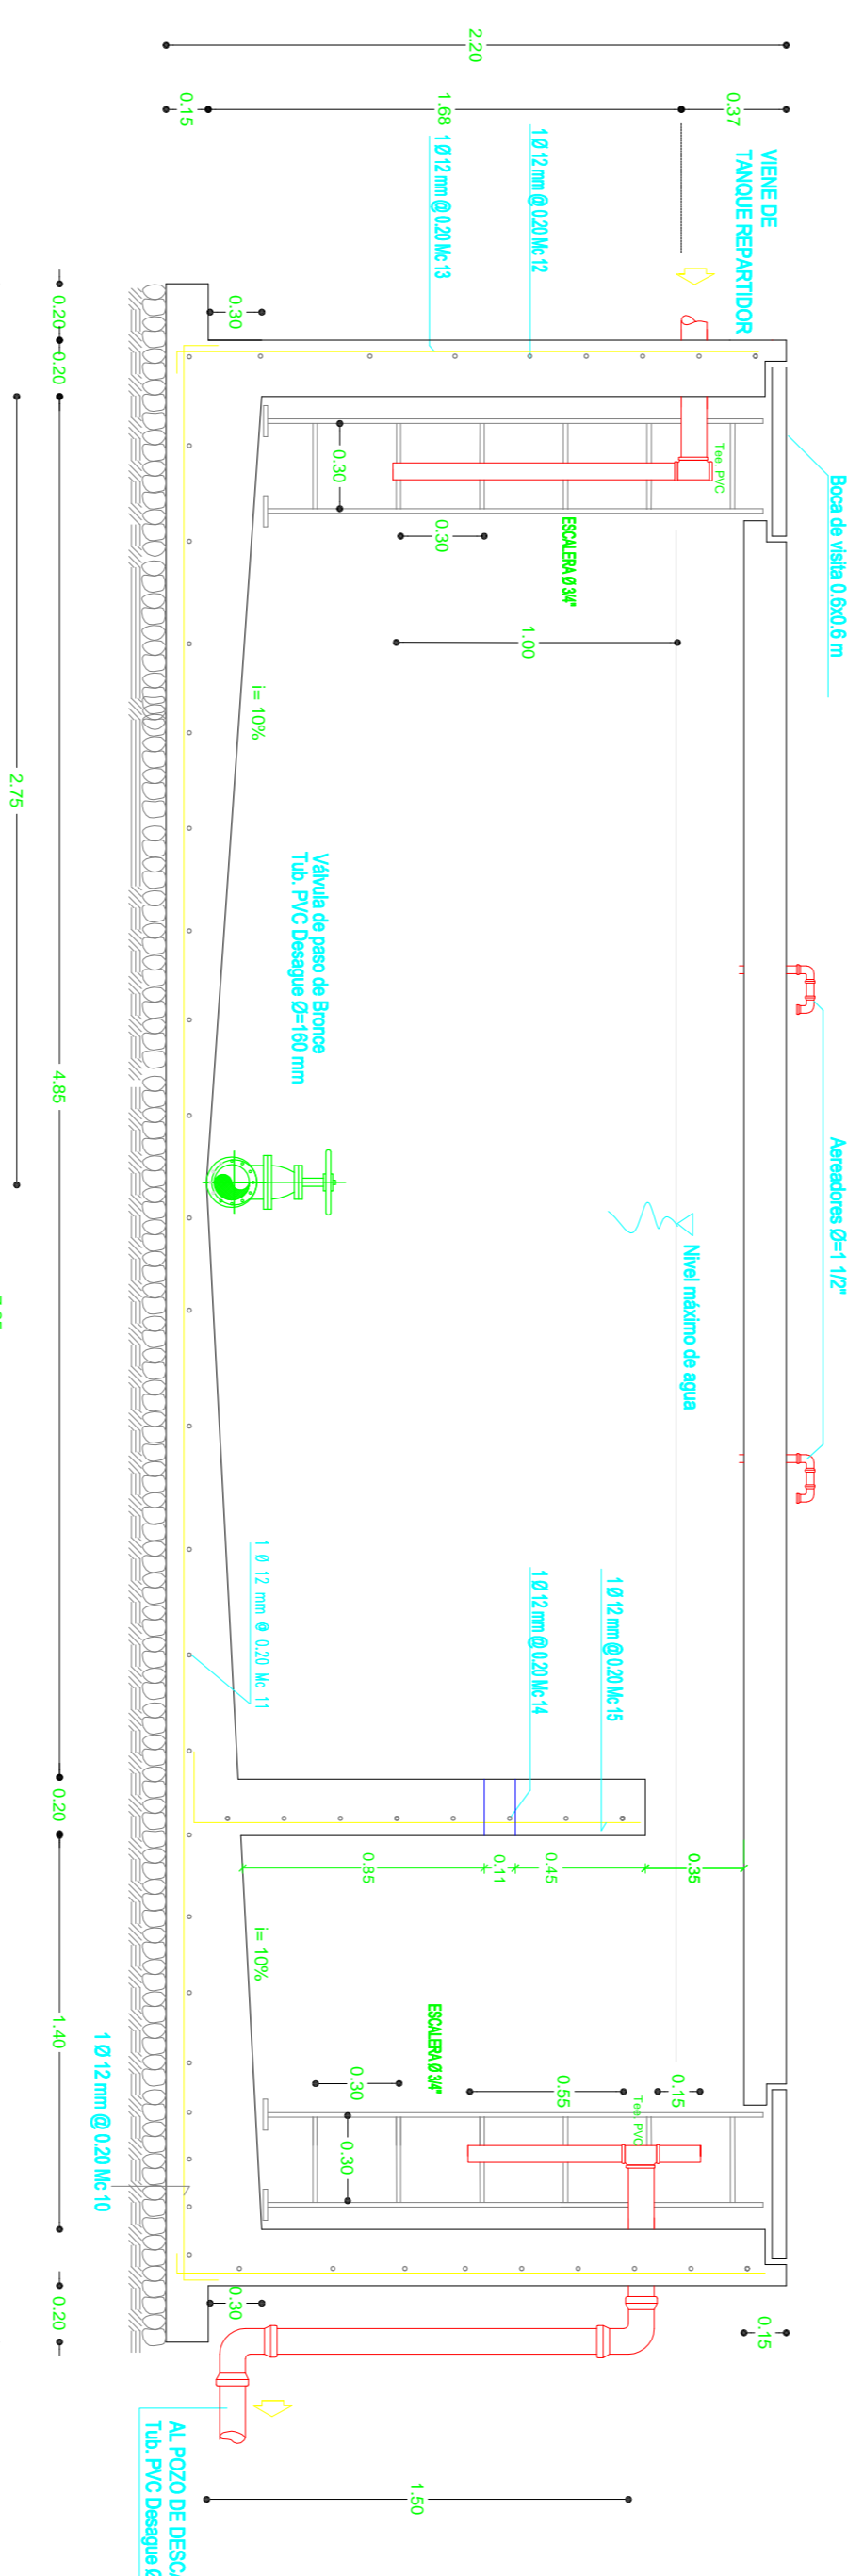 2.20
0.15
1.68
0.37
VIENE DE
TANQUE REPARTIDOR
1 Ø 12 mm @ 0.20 Mc 12
1 Ø 12 mm @ 0.20 Mc 13
Boca de visita 0.6x0.6 m
Aereadores Ø=1 1/2"
Tee. PVC
0.30
0.30
0.30
ESCALERA Ø 3/4"
1.00
i= 10%
Válvula de paso de Bronce
Tub. PVC Desague Ø=160 mm
Nivel máximo de agua
1 Ø 12 mm @ 0.20 Mc 15
1 Ø 12 mm @ 0.20 Mc 14
1 Ø 12 mm @ 0.20 Mc 11
0.35
0.45
0.11
0.85
i= 10%
ESCALERA Ø 3/4"
0.15
0.55
0.30
Tee. PVC
0.30
0.30
0.15
1 Ø 12 mm @ 0.20 Mc 10
1.50
AL POZO DE DESCA
Tub. PVC Desague Ø
0.20
0.20
4.85
0.20
1.40
0.20
2.75